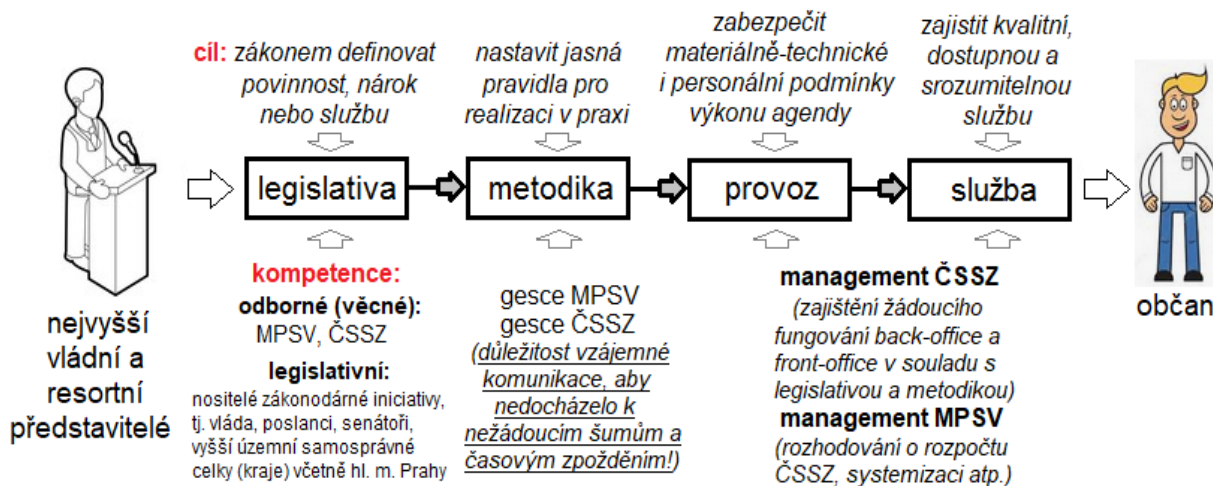 cíl: zákonem definovat
povinnost, nárok
nebo službu
nastavit jasná
pravidla pro
realizaci v praxi
zabezpečit
materiálně-technické
i personální podmínky
výkonu agendy
zajistit kvalitní,
dostupnou a
srozumitelnou
službu
legislativa
metodika
provoz
služba
nejvyšší
vládní a
resortní
představitelé
kompetence:
odborné (věcné):
MPSV, ČSSZ
legislativní:
nositelé zákonodárné iniciativy,
tj. vláda, poslanci, senátoři,
vyšší územní samosprávné
celky (kraje) včetně hl. m. Prahy
gesce MPSV
gesce ČSSZ
(důležitost vzájemné
komunikace, aby
nedocházelo k
nežádoucím šumům a
časovým zpožděním!)
management ČSSZ
(zajištění žádoucího
fungování back-office a
front-office v souladu s
legislativou a metodikou)
management MPSV
(rozhodování o rozpočtu
ČSSZ, systemizaci atp.)
občan